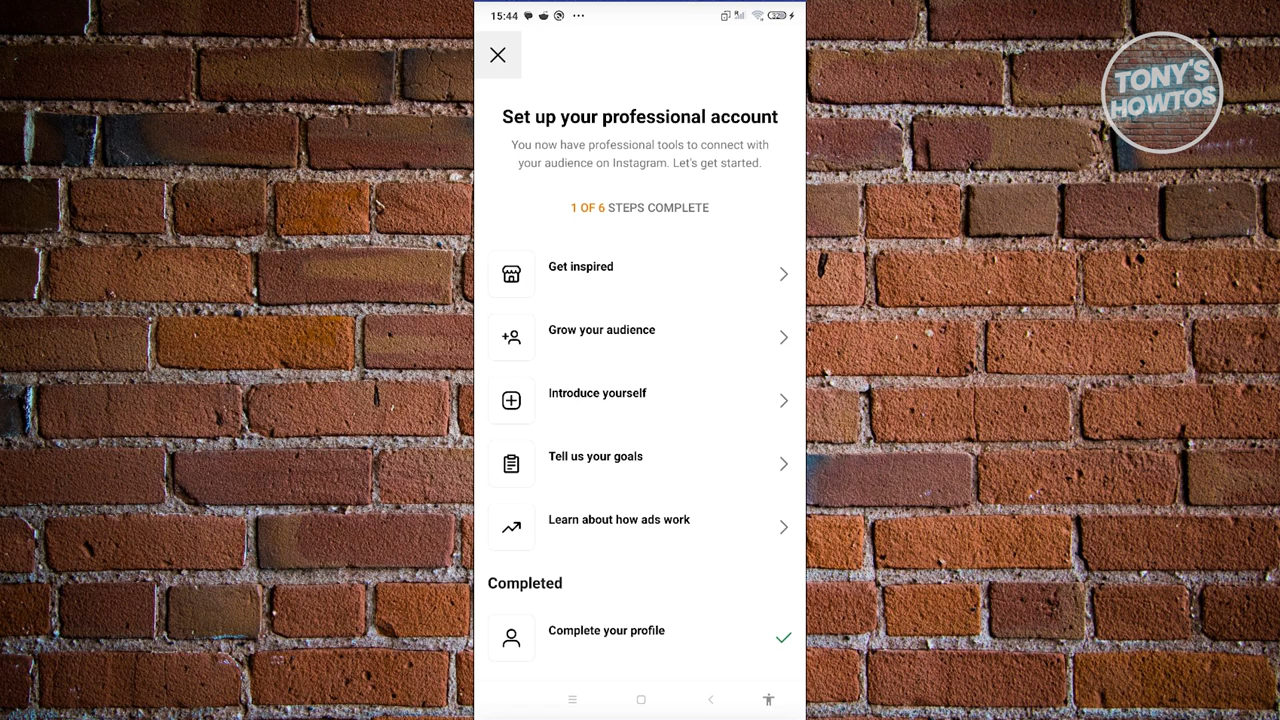 15:44
TONY'S
HOWTOS
Set up your professional account
You now have professional tools to connect with
your audience on Instagram. Let's get started.
1 OF 6 STEPS COMPLETE
Get inspired
Grow your audience
Introduce yourself
Tell us your goals
Learn about how ads work
Completed
Complete your profile